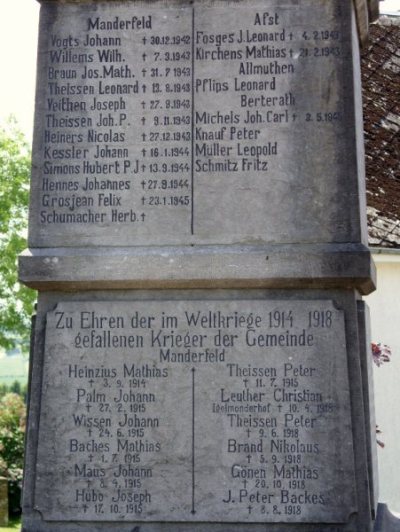 Manderfeld
Vogts Johann † 30.12.1942
Willems Wilh. † 7.3.1943
Braun Jos. Math. † 31.7.1943
Theissen Leonard † 13.8.1943
Veithen Joseph † 27.9.1943
Theissen Joh. P. † 9.11.1943
Heiners Nicolas † 27.12.1943
Kessler Johann † 16.1.1944
Simons Hubert P.J † 13.9.1944
Hennes Johannes † 27.9.1944
Grosjean Felix † 23.1.1945
Schumacher Herb. †
Afst
Fosges J. Leonard † 4.2.1943
Kirchens Mathias † 21.2.1943
Allmuthen
Pflips Leonard
Berterath
Michels Joh. Carl † 2.5.1945
Knauf Peter
Müller Leopold
Schmitz Fritz
Zu Ehren der im Weltkriege 1914 1918
gefallenen Krieger der Gemeinde
Manderfeld
Heinzius Mathias
† 3. 9. 1914
Palm Johann
† 27. 2. 1915
Wissen Johann
† 24. 6. 1915
Backes Mathias
† 1. 7. 1915
Maus Johann
† 8. 4. 1915
Hubo Joseph
† 17. 10. 1915
Theissen Peter
† 11. 7. 1915
Leuther Christian
Igelmonderhof † 10. 4. 1918
Theissen Peter
† 9. 6. 1918
Brand Nikolaus
† 5. 9. 1918
Gonen Mathias
† 20. 10. 1918
J. Peter Backes
† 8. 8. 1918